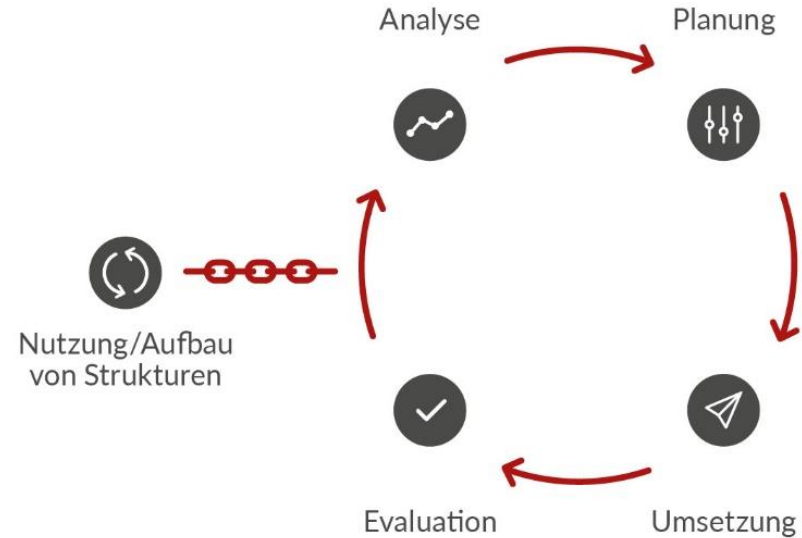 Analyse
Planung
Nutzung/Aufbau
von Strukturen
Evaluation
Umsetzung